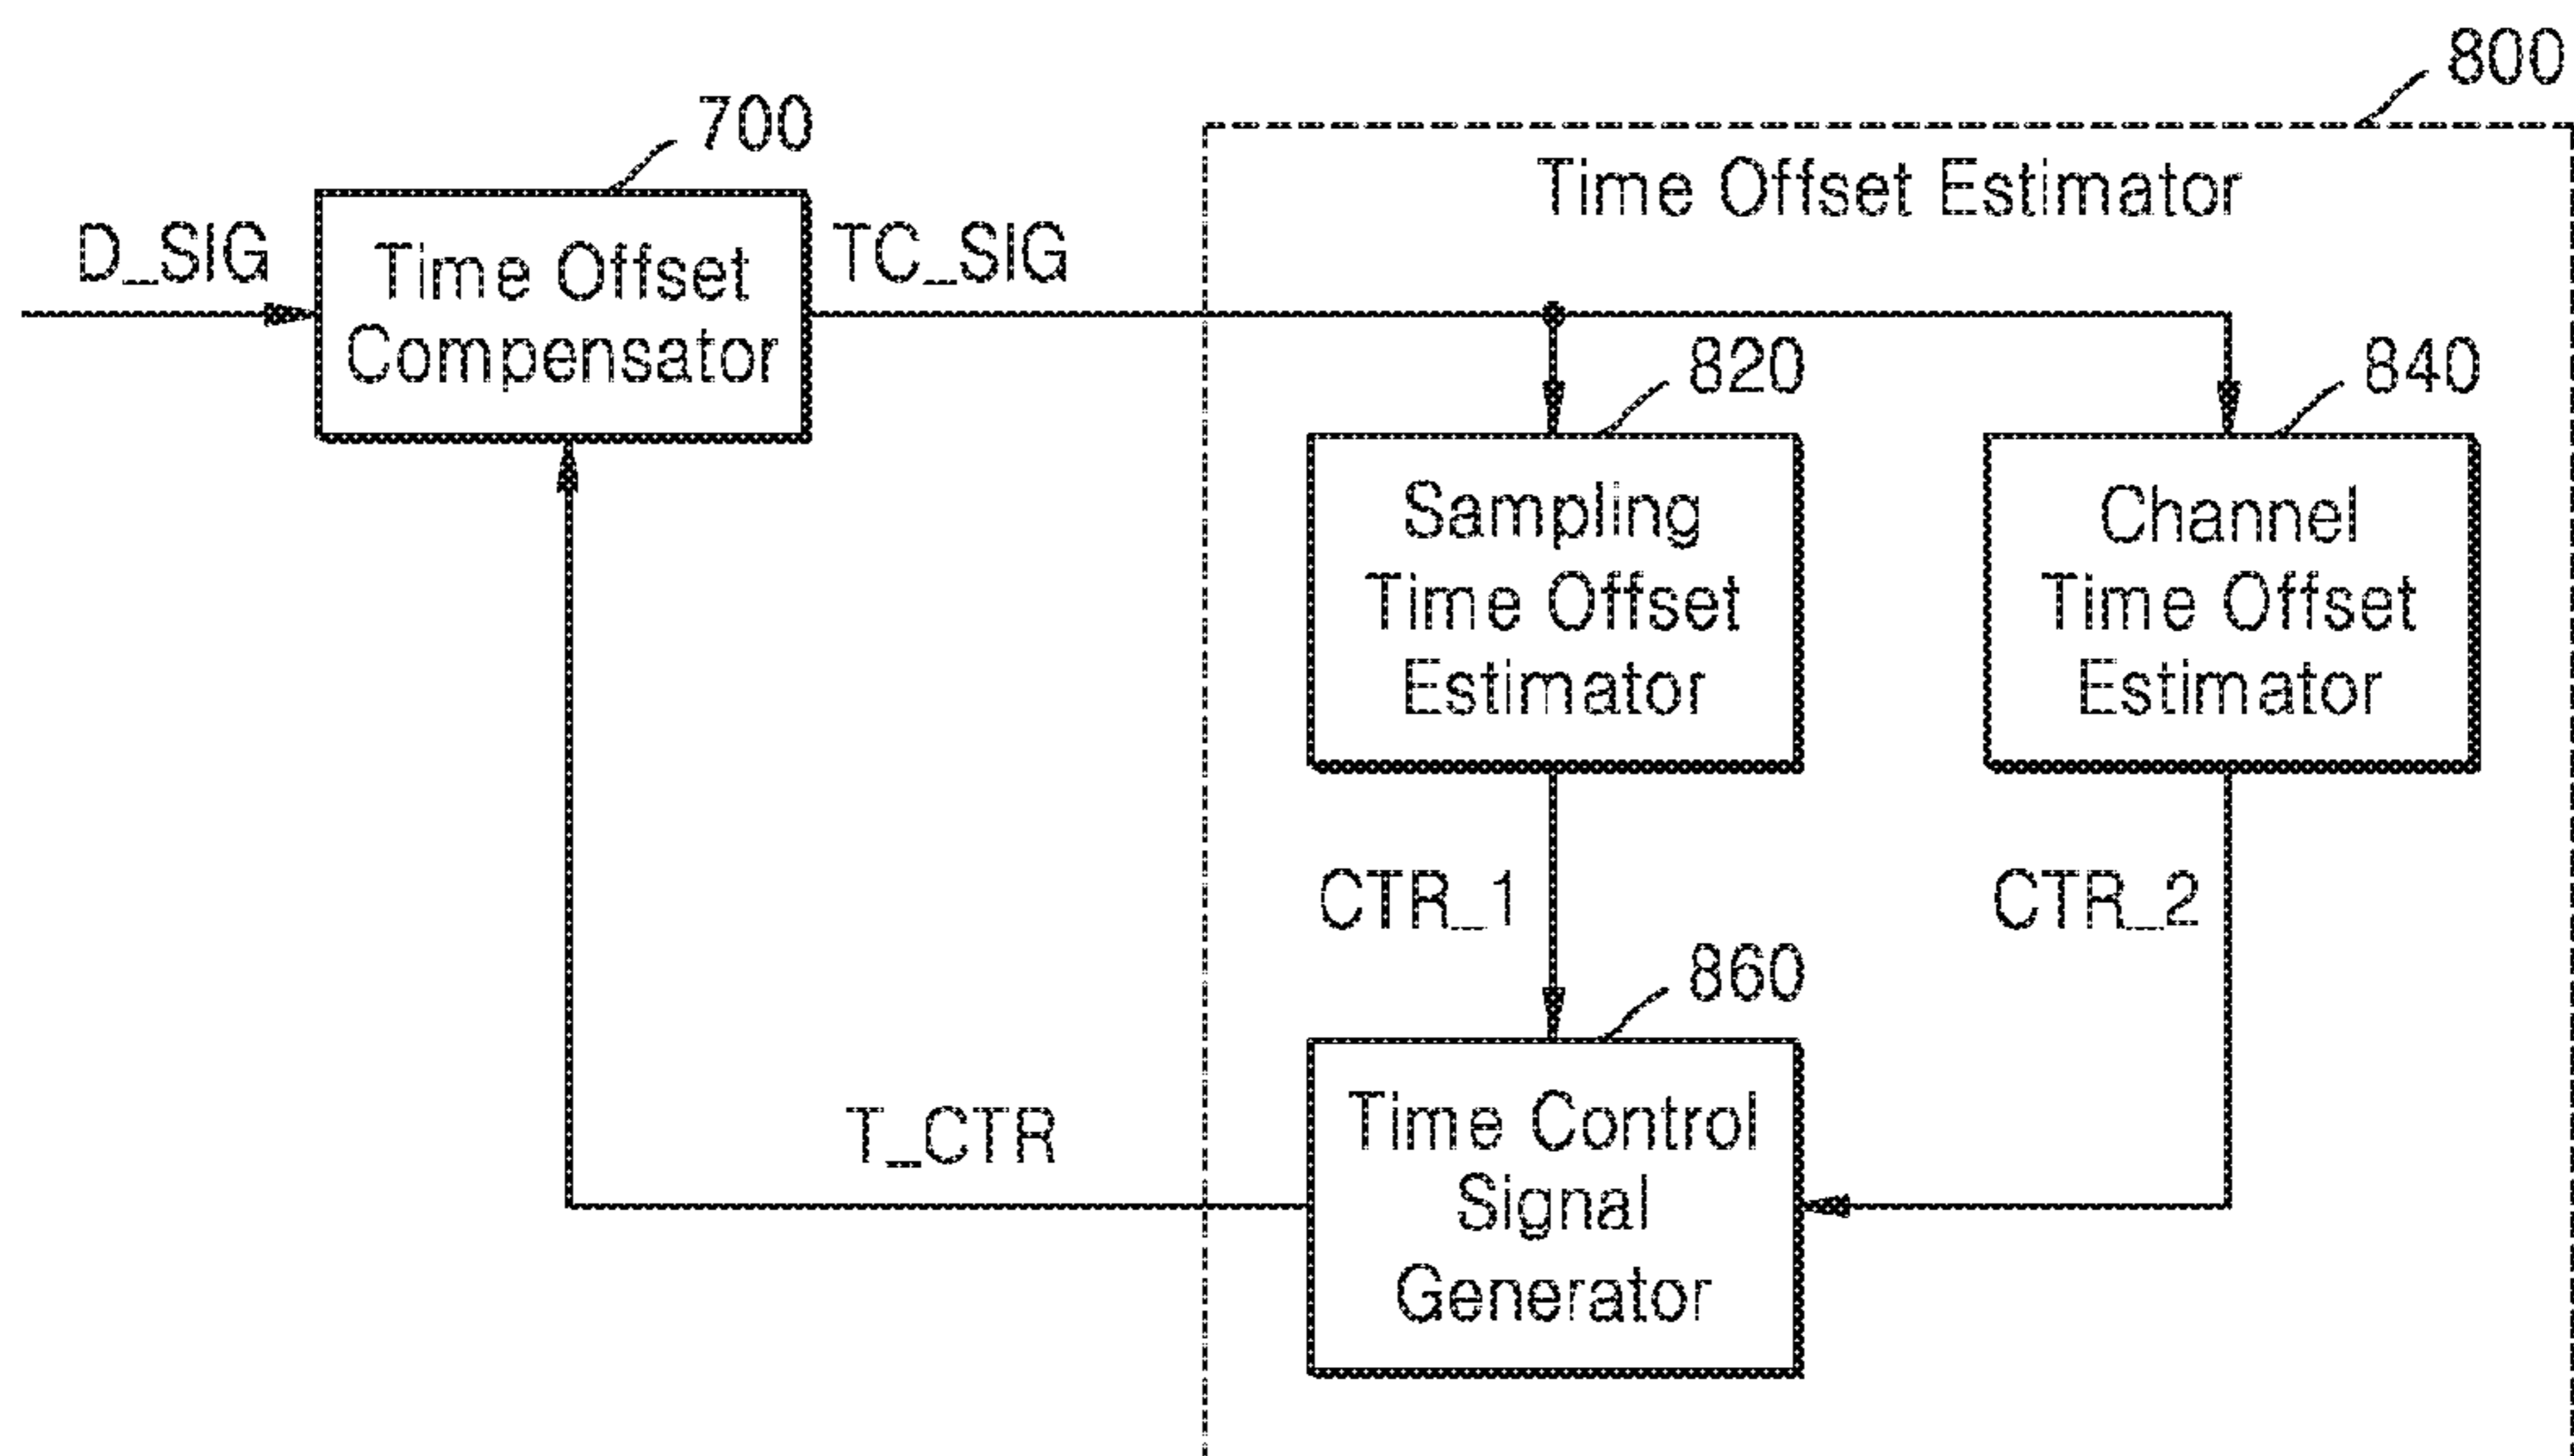 800
700
Time Offset Estimator
D_SIG
Time Offset
Compensator
TC_SIG
820
840
Sampling
Time Offset
Estimator
Channel
Time Offset
Estimator
CTR_1
CTR_2
860
T_CTR
Time Control
Signal
Generator